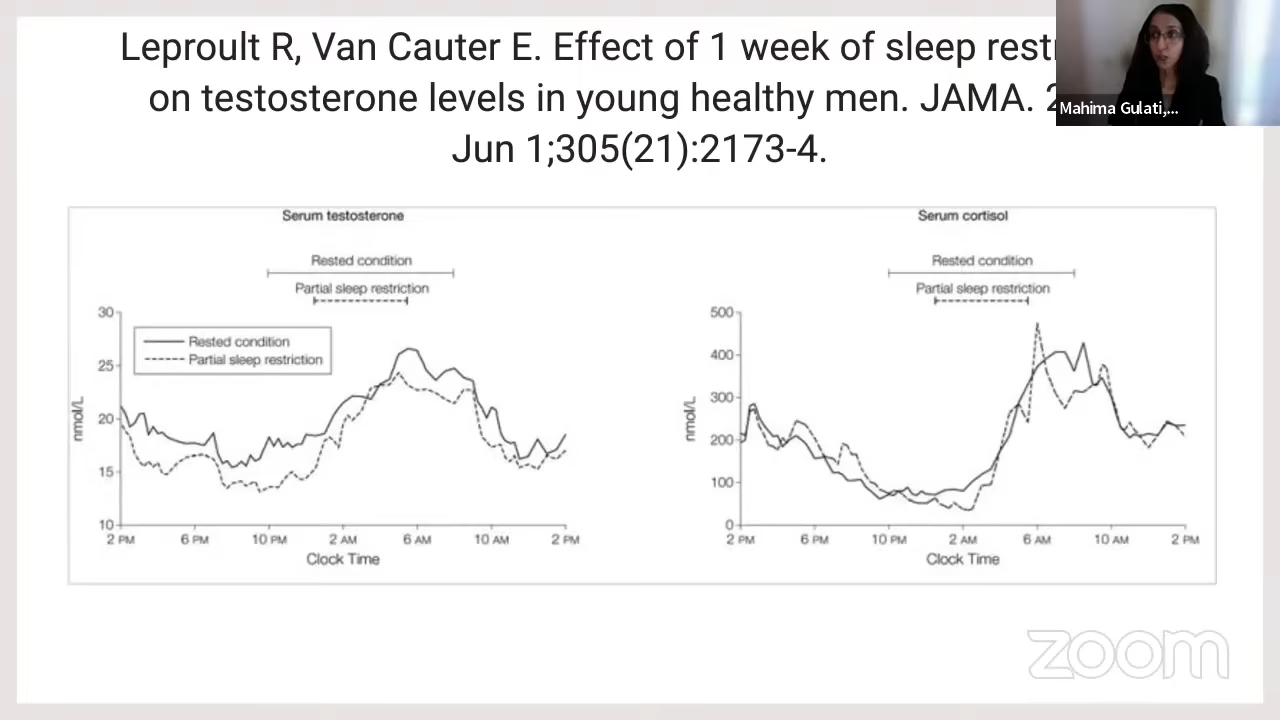 Leproult R, Van Cauter E. Effect of 1 week of sleep
on testosterone levels in young healthy men. JAMA.
Jun 1;305(21):2173-4.
Mahima Gulati,...
Serum testosterone
Rested condition
Partial sleep restriction
30
25
20
15
10
nmol/L
Rested condition
Partial sleep restriction
2 PM 6 PM 10 PM 2 AM 6 AM 10 AM 2 PM
Clock Time
Serum cortisol
Rested condition
Partial sleep restriction
500
400
300
200
100
0
nmol/L
2 PM 6 PM 10 PM 2 AM 6 AM 10 AM 2 PM
Clock Time
zoom